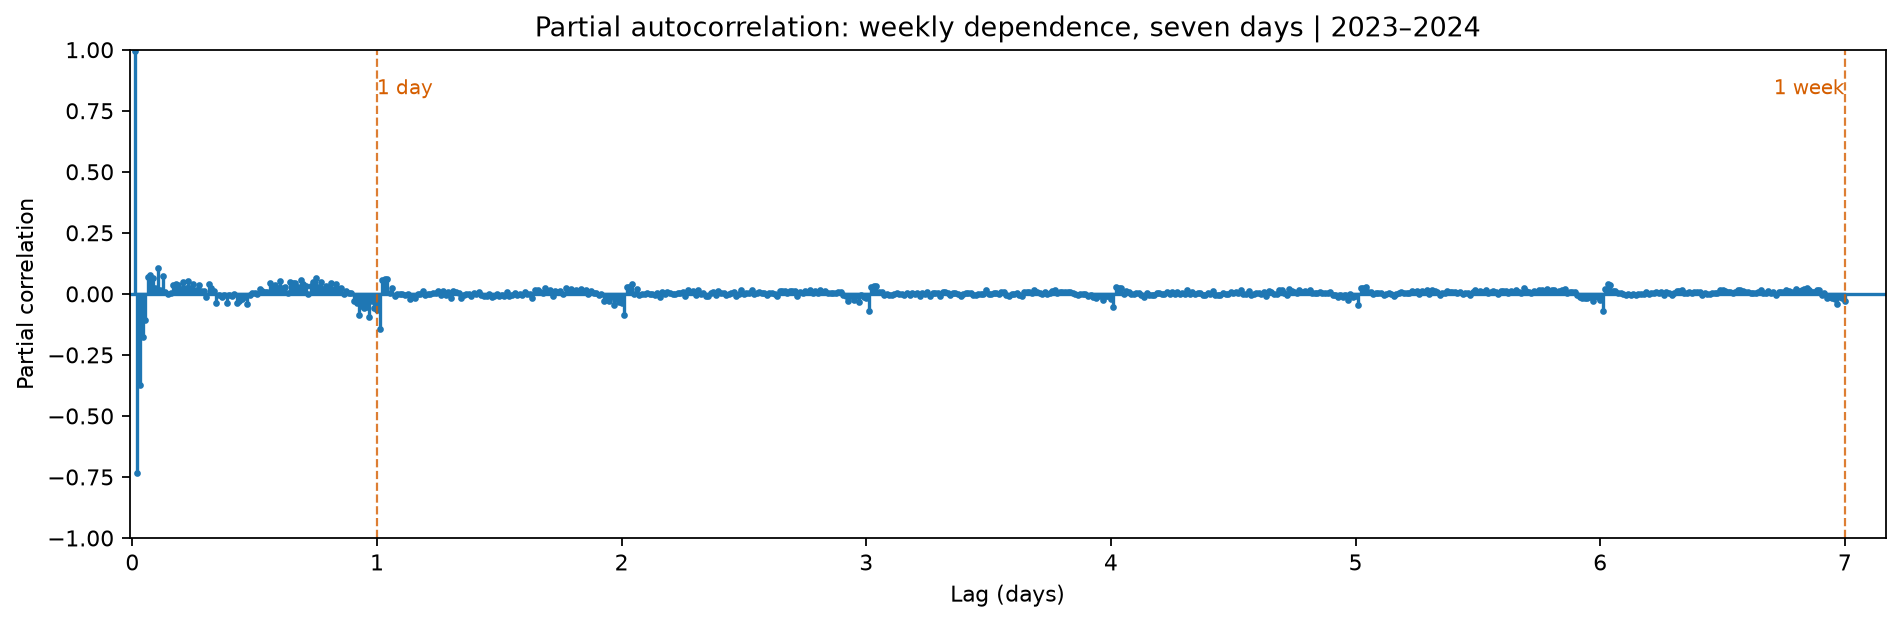 Partial autocorrelation: weekly dependence, seven days | 2023–2024
1 day
1 week
Partial correlation
1.00
0.75
0.50
0.25
0.00
−0.25
−0.50
−0.75
−1.00
0 1 2 3 4 5 6 7
Lag (days)